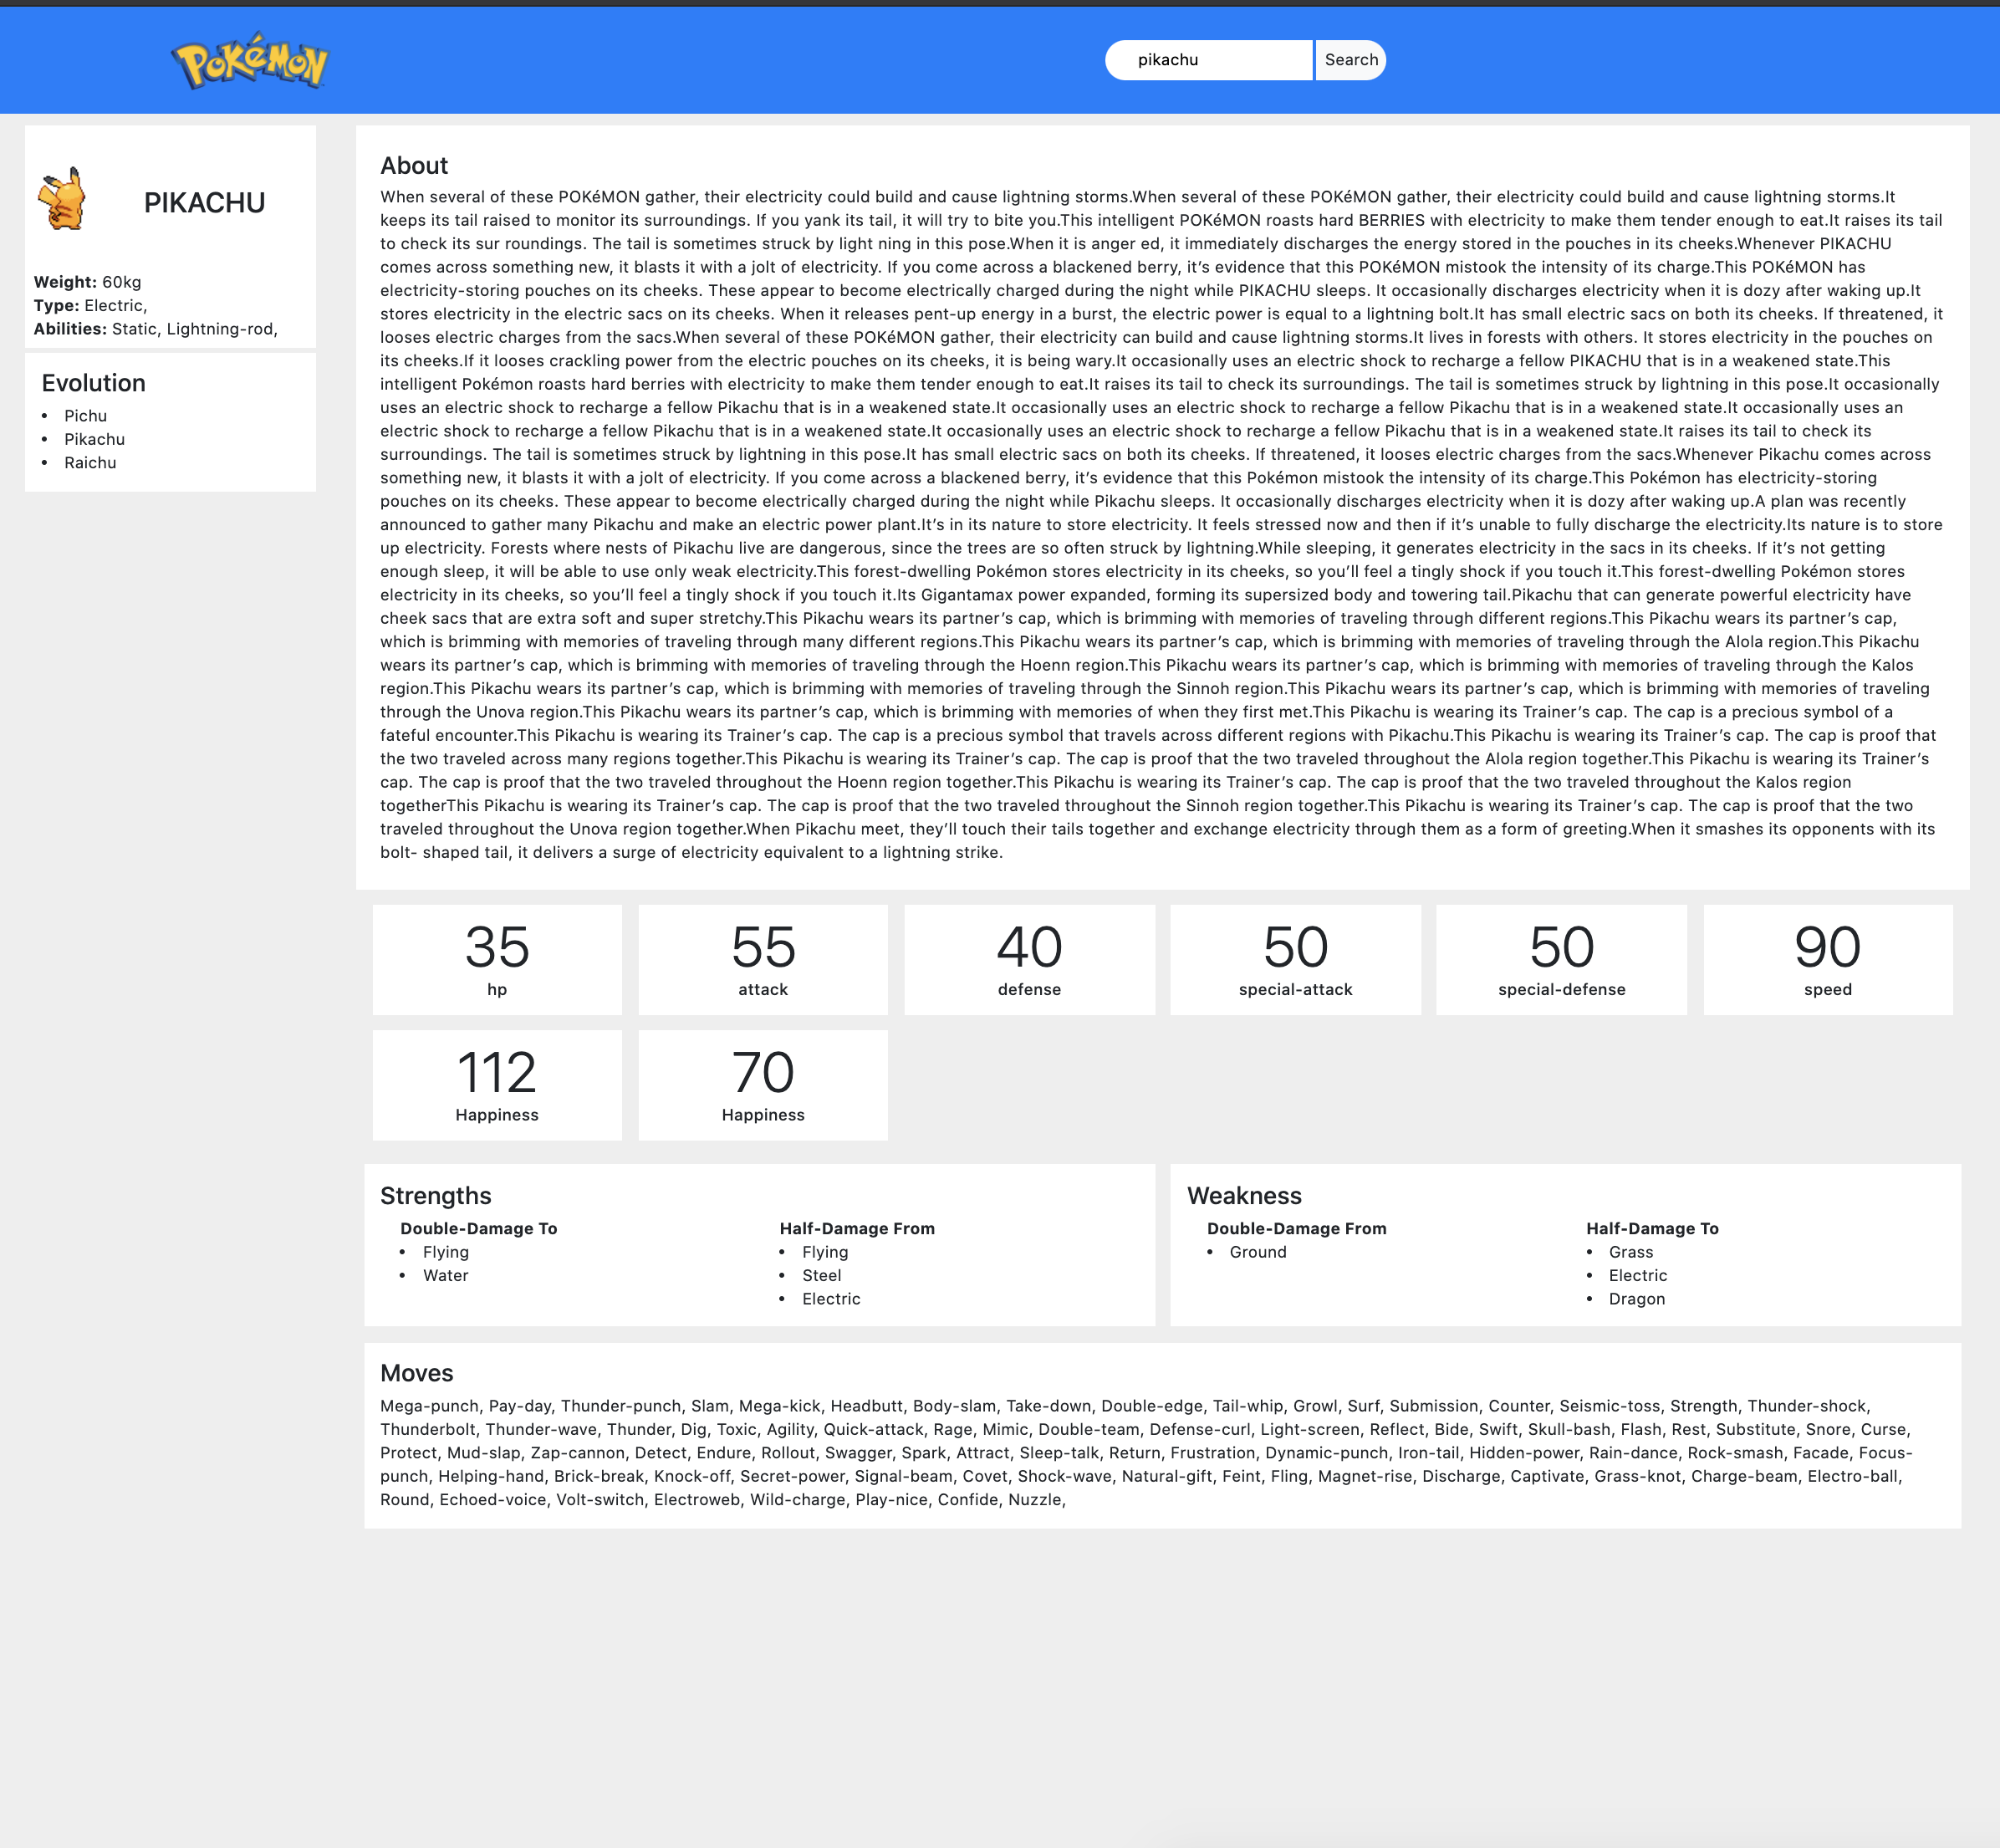 POKéMON
pikachu
Search
PIKACHU
Weight: 60kg
Type: Electric,
Abilities: Static, Lightning-rod,
Evolution
• Pichu
• Pikachu
• Raichu
About
When several of these POKéMON gather, their electricity could build and cause lightning storms.When several of these POKéMON gather, their electricity could build and cause lightning storms.It
keeps its tail raised to monitor its surroundings. If you yank its tail, it will try to bite you.This intelligent POKéMON roasts hard BERRIES with electricity to make them tender enough to eat.It raises its tail
to check its sur roundings. The tail is sometimes struck by light ning in this pose.When it is anger ed, it immediately discharges the energy stored in the pouches in its cheeks.Whenever PIKACHU
comes across something new, it blasts it with a jolt of electricity. If you come across a blackened berry, it’s evidence that this POKéMON mistook the intensity of its charge.This POKéMON has
electricity-storing pouches on its cheeks. These appear to become electrically charged during the night while PIKACHU sleeps. It occasionally discharges electricity when it is dozy after waking up.It
stores electricity in the electric sacs on its cheeks. When it releases pent-up energy in a burst, the electric power is equal to a lightning bolt.It has small electric sacs on both its cheeks. If threatened, it
looses electric charges from the sacs.When several of these POKéMON gather, their electricity can build and cause lightning storms.It lives in forests with others. It stores electricity in the pouches on
its cheeks.If it looses crackling power from the electric pouches on its cheeks, it is being wary.It occasionally uses an electric shock to recharge a fellow PIKACHU that is in a weakened state.This
intelligent Pokémon roasts hard berries with electricity to make them tender enough to eat.It raises its tail to check its surroundings. The tail is sometimes struck by lightning in this pose.It occasionally
uses an electric shock to recharge a fellow Pikachu that is in a weakened state.It occasionally uses an electric shock to recharge a fellow Pikachu that is in a weakened state.It occasionally uses an
electric shock to recharge a fellow Pikachu that is in a weakened state.It occasionally uses an electric shock to recharge a fellow Pikachu that is in a weakened state.It raises its tail to check its
surroundings. The tail is sometimes struck by lightning in this pose.It has small electric sacs on both its cheeks. If threatened, it looses electric charges from the sacs.Whenever Pikachu comes across
something new, it blasts it with a jolt of electricity. If you come across a blackened berry, it’s evidence that this Pokémon mistook the intensity of its charge.This Pokémon has electricity-storing
pouches on its cheeks. These appear to become electrically charged during the night while Pikachu sleeps. It occasionally discharges electricity when it is dozy after waking up.A plan was recently
announced to gather many Pikachu and make an electric power plant.It’s in its nature to store electricity. It feels stressed now and then if it’s unable to fully discharge the electricity.Its nature is to store
up electricity. Forests where nests of Pikachu live are dangerous, since the trees are so often struck by lightning.While sleeping, it generates electricity in the sacs in its cheeks. If it’s not getting
enough sleep, it will be able to use only weak electricity.This forest-dwelling Pokémon stores electricity in its cheeks, so you’ll feel a tingly shock if you touch it.This forest-dwelling Pokémon stores
electricity in its cheeks, so you’ll feel a tingly shock if you touch it.Its Gigantamax power expanded, forming its supersized body and towering tail.Pikachu that can generate powerful electricity have
cheek sacs that are extra soft and super stretchy.This Pikachu wears its partner’s cap, which is brimming with memories of traveling through different regions.This Pikachu wears its partner’s cap,
which is brimming with memories of traveling through many different regions.This Pikachu wears its partner’s cap, which is brimming with memories of traveling through the Alola region.This Pikachu
wears its partner’s cap, which is brimming with memories of traveling through the Hoenn region.This Pikachu wears its partner’s cap, which is brimming with memories of traveling through the Kalos
region.This Pikachu wears its partner’s cap, which is brimming with memories of traveling through the Sinnoh region.This Pikachu wears its partner’s cap, which is brimming with memories of traveling
through the Unova region.This Pikachu wears its partner’s cap, which is brimming with memories of when they first met.This Pikachu is wearing its Trainer’s cap. The cap is a precious symbol of a
fateful encounter.This Pikachu is wearing its Trainer’s cap. The cap is a precious symbol that travels across different regions with Pikachu.This Pikachu is wearing its Trainer’s cap. The cap is proof that
the two traveled across many regions together.This Pikachu is wearing its Trainer’s cap. The cap is proof that the two traveled throughout the Alola region together.This Pikachu is wearing its Trainer’s
cap. The cap is proof that the two traveled throughout the Hoenn region together.This Pikachu is wearing its Trainer’s cap. The cap is proof that the two traveled throughout the Kalos region
togetherThis Pikachu is wearing its Trainer’s cap. The cap is proof that the two traveled throughout the Sinnoh region together.This Pikachu is wearing its Trainer’s cap. The cap is proof that the two
traveled throughout the Unova region together.When Pikachu meet, they’ll touch their tails together and exchange electricity through them as a form of greeting.When it smashes its opponents with its
bolt- shaped tail, it delivers a surge of electricity equivalent to a lightning strike.
35
hp
55
attack
40
defense
50
special-attack
50
special-defense
90
speed
112
Happiness
70
Happiness
Strengths
Double-Damage To
• Flying
• Water
Half-Damage From
• Flying
• Steel
• Electric
Weakness
Double-Damage From
• Ground
Half-Damage To
• Grass
• Electric
• Dragon
Moves
Mega-punch, Pay-day, Thunder-punch, Slam, Mega-kick, Headbutt, Body-slam, Take-down, Double-edge, Tail-whip, Growl, Surf, Submission, Counter, Seismic-toss, Strength, Thunder-shock,
Thunderbolt, Thunder-wave, Thunder, Dig, Toxic, Agility, Quick-attack, Rage, Mimic, Double-team, Defense-curl, Light-screen, Reflect, Bide, Swift, Skull-bash, Flash, Rest, Substitute, Snore, Curse,
Protect, Mud-slap, Zap-cannon, Detect, Endure, Rollout, Swagger, Spark, Attract, Sleep-talk, Return, Frustration, Dynamic-punch, Iron-tail, Hidden-power, Rain-dance, Rock-smash, Facade, Focus-
punch, Helping-hand, Brick-break, Knock-off, Secret-power, Signal-beam, Covet, Shock-wave, Natural-gift, Feint, Fling, Magnet-rise, Discharge, Captivate, Grass-knot, Charge-beam, Electro-ball,
Round, Echoed-voice, Volt-switch, Electroweb, Wild-charge, Play-nice, Confide, Nuzzle,